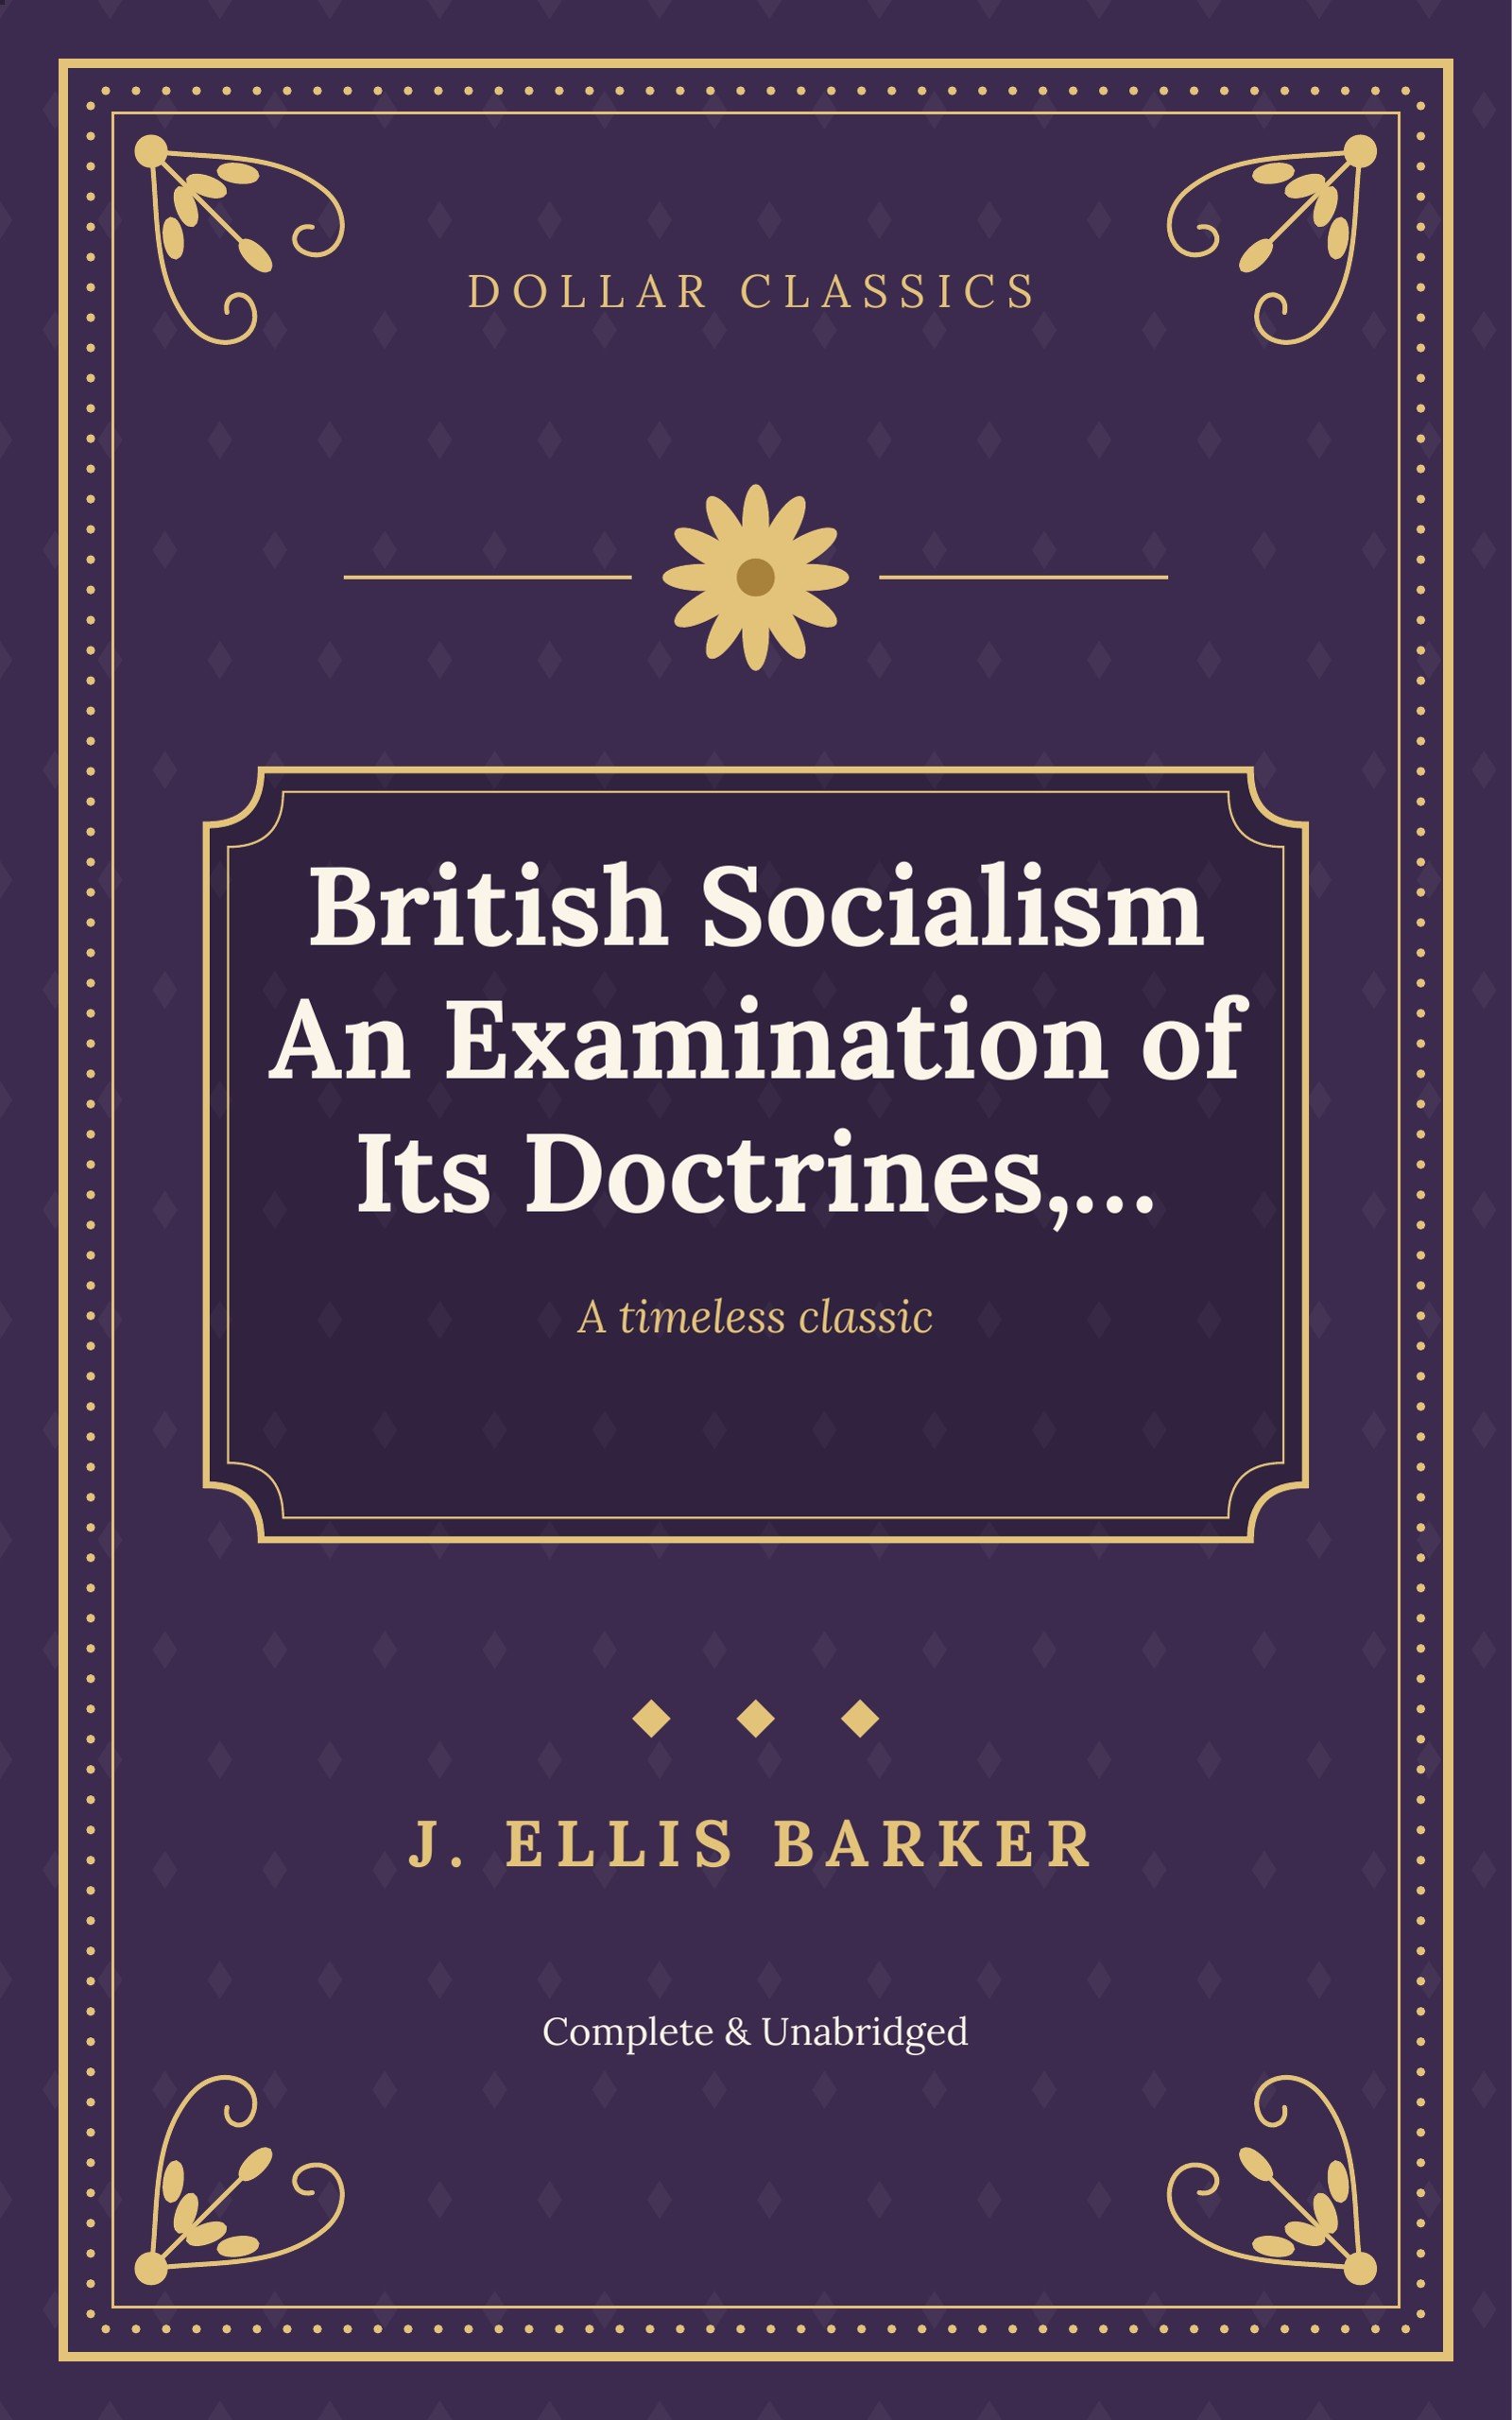 DOLLAR CLASSICS
British Socialism
An Examination of
Its Doctrines,...
A timeless classic
J. ELLIS BARKER
Complete & Unabridged